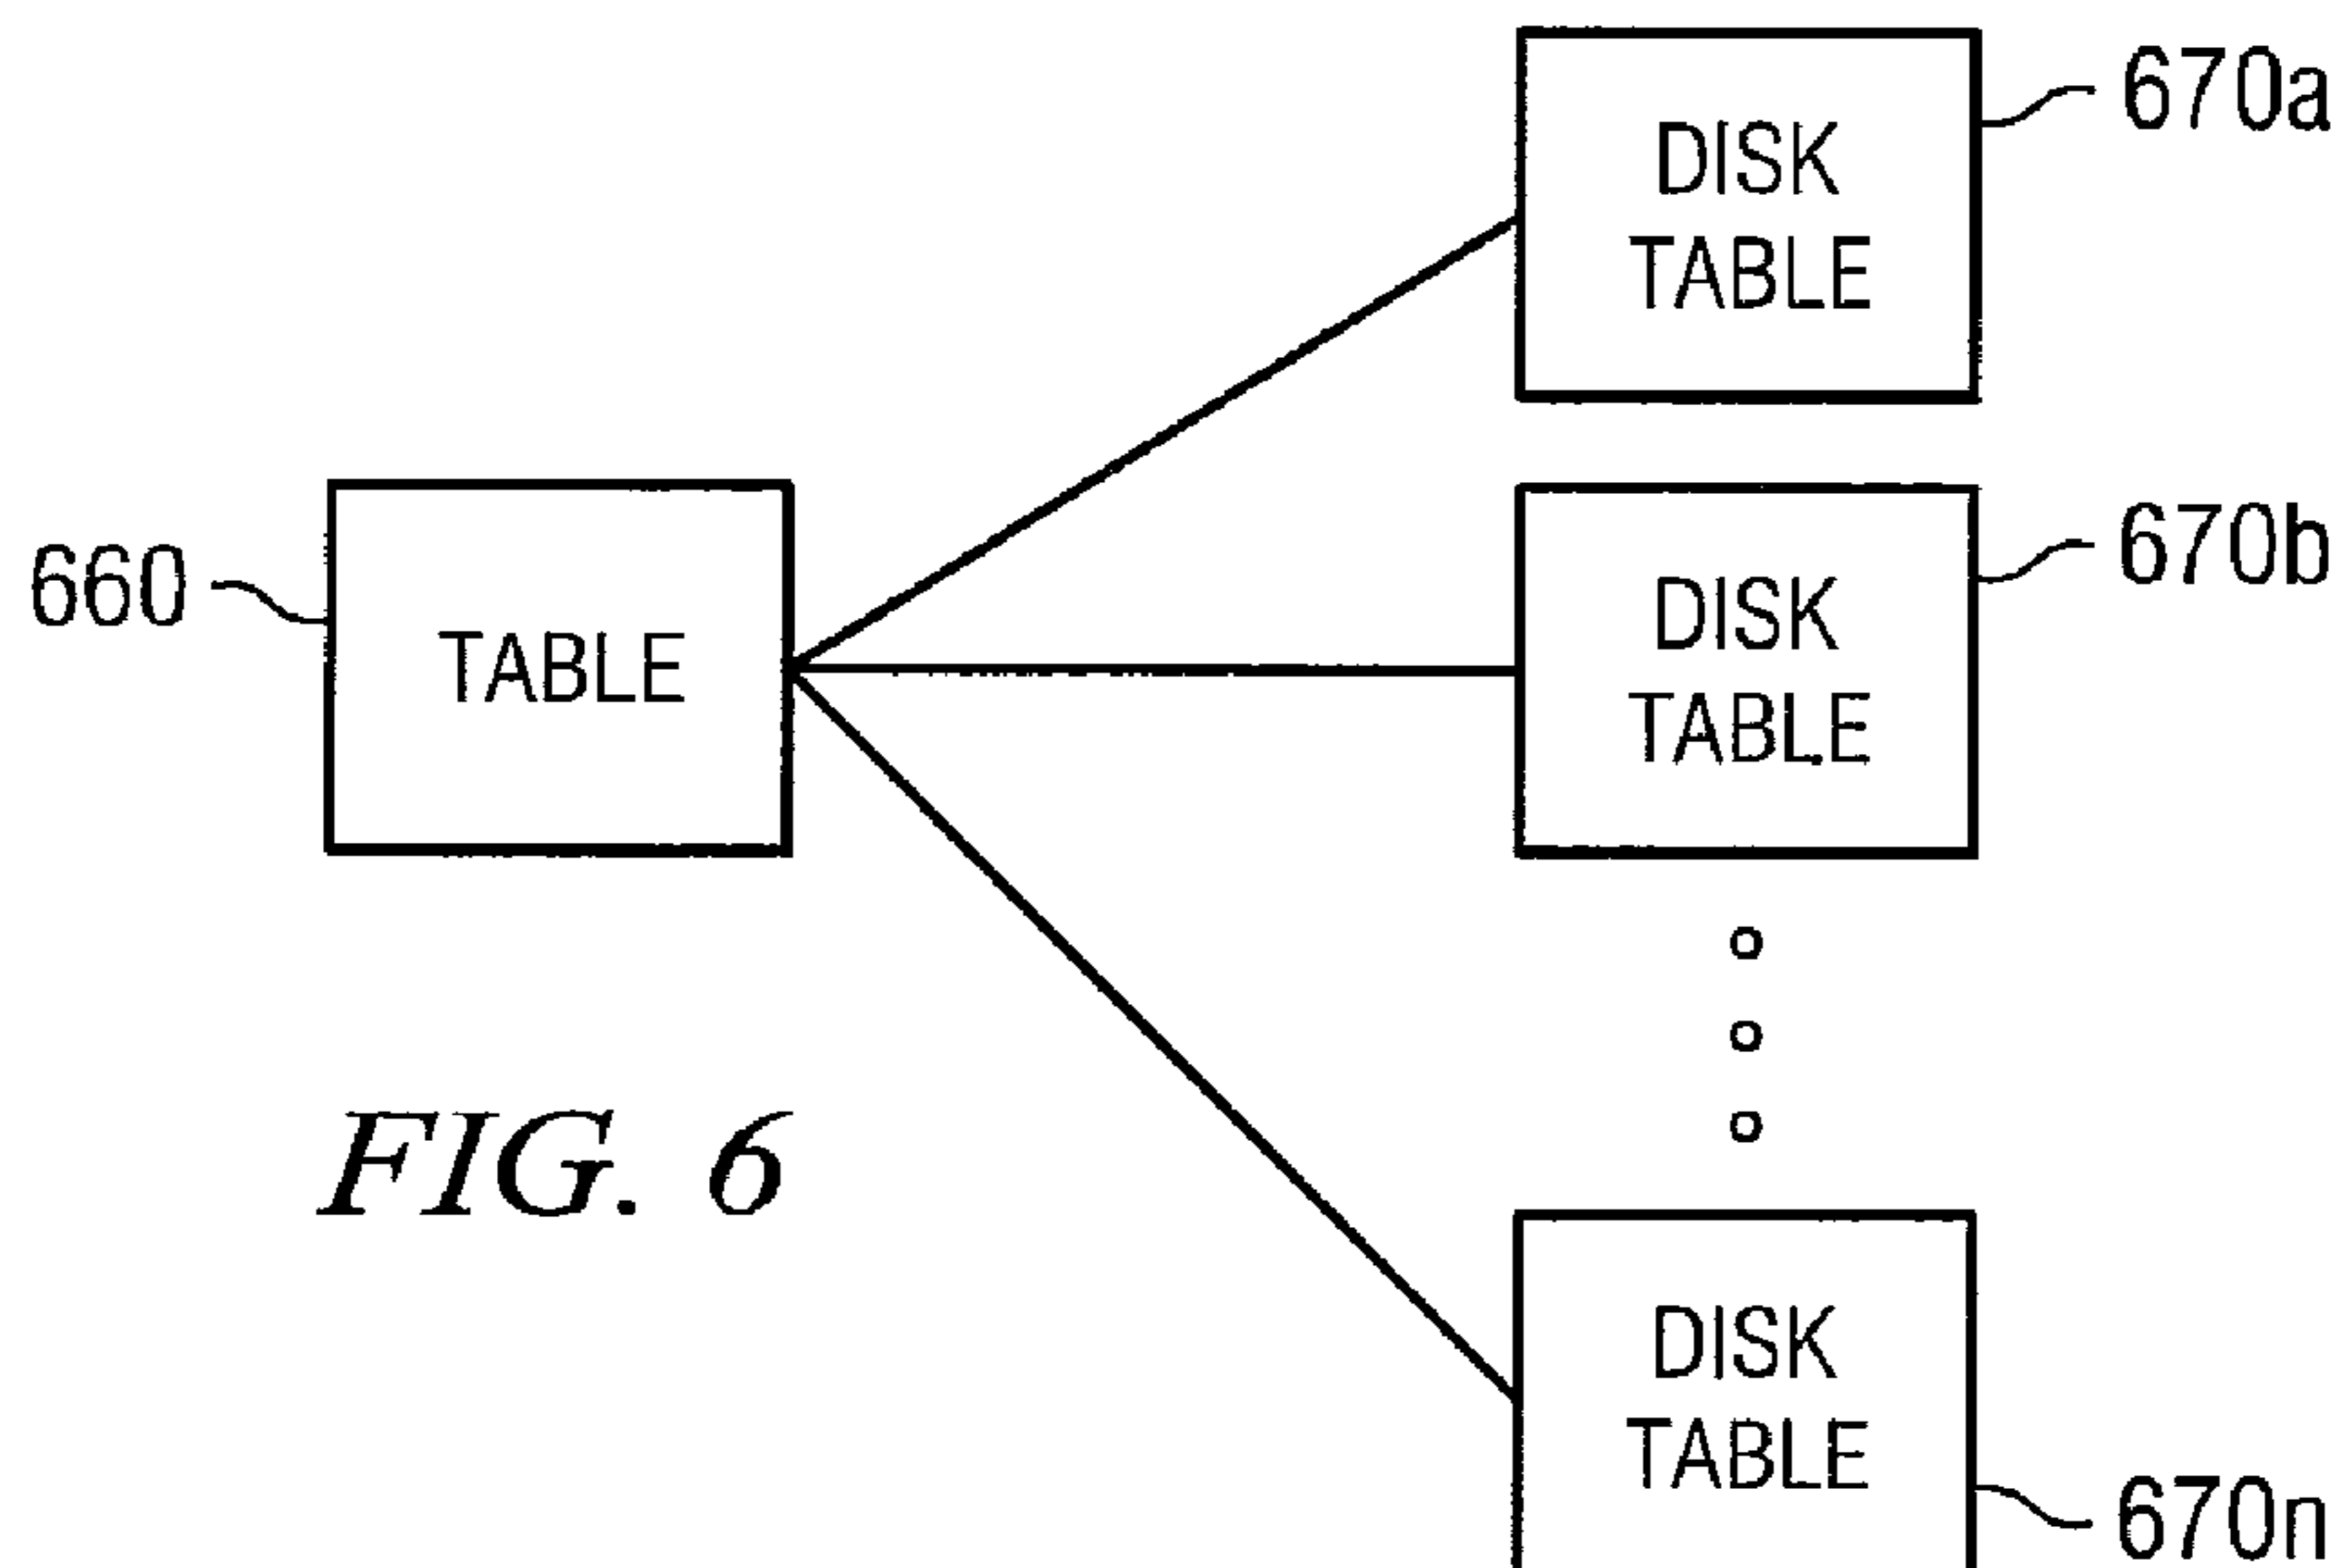 DISK
TABLE
670a
660
TABLE
DISK
TABLE
670b
FIG. 6
DISK
TABLE
670n